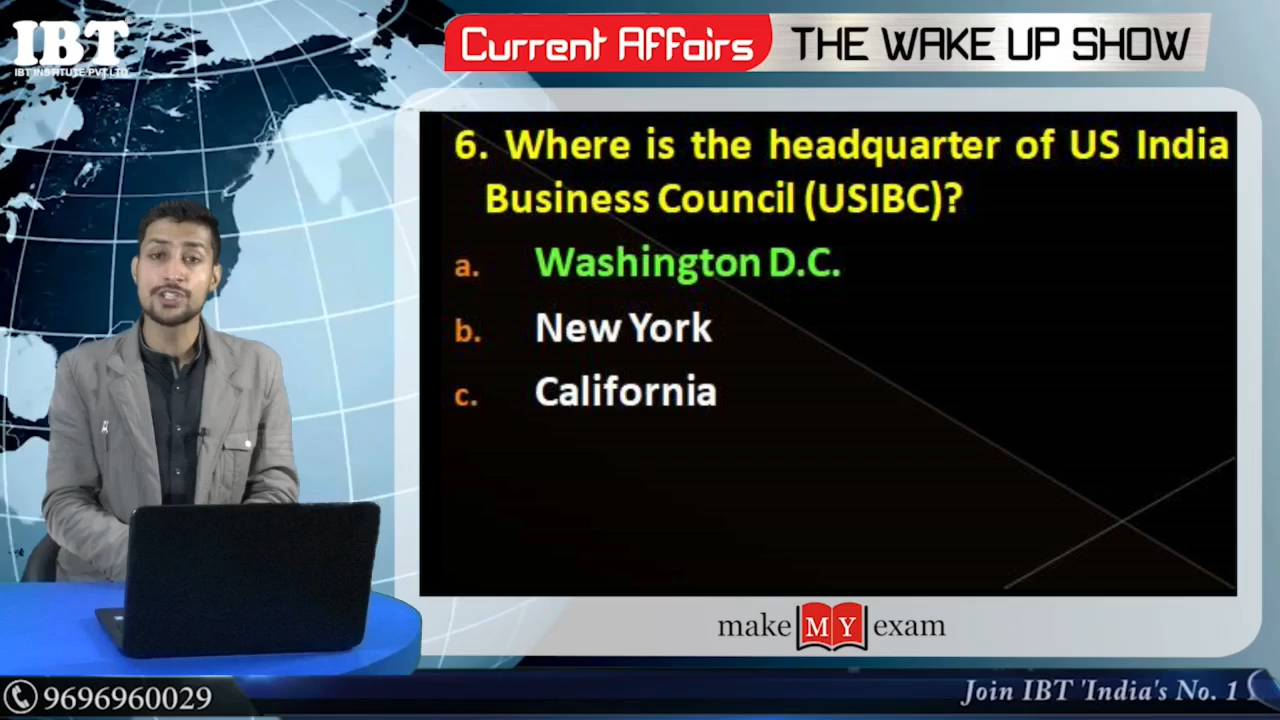 IBT
IBT INSTITUTE PVT.LTD
Current Affairs THE WAKE UP SHOW
6. Where is the headquarter of US India
Business Council (USIBC)?
a. Washington D.C.
b. New York
c. California
make MY exam
9696960029
Join IBT 'India's No. 1